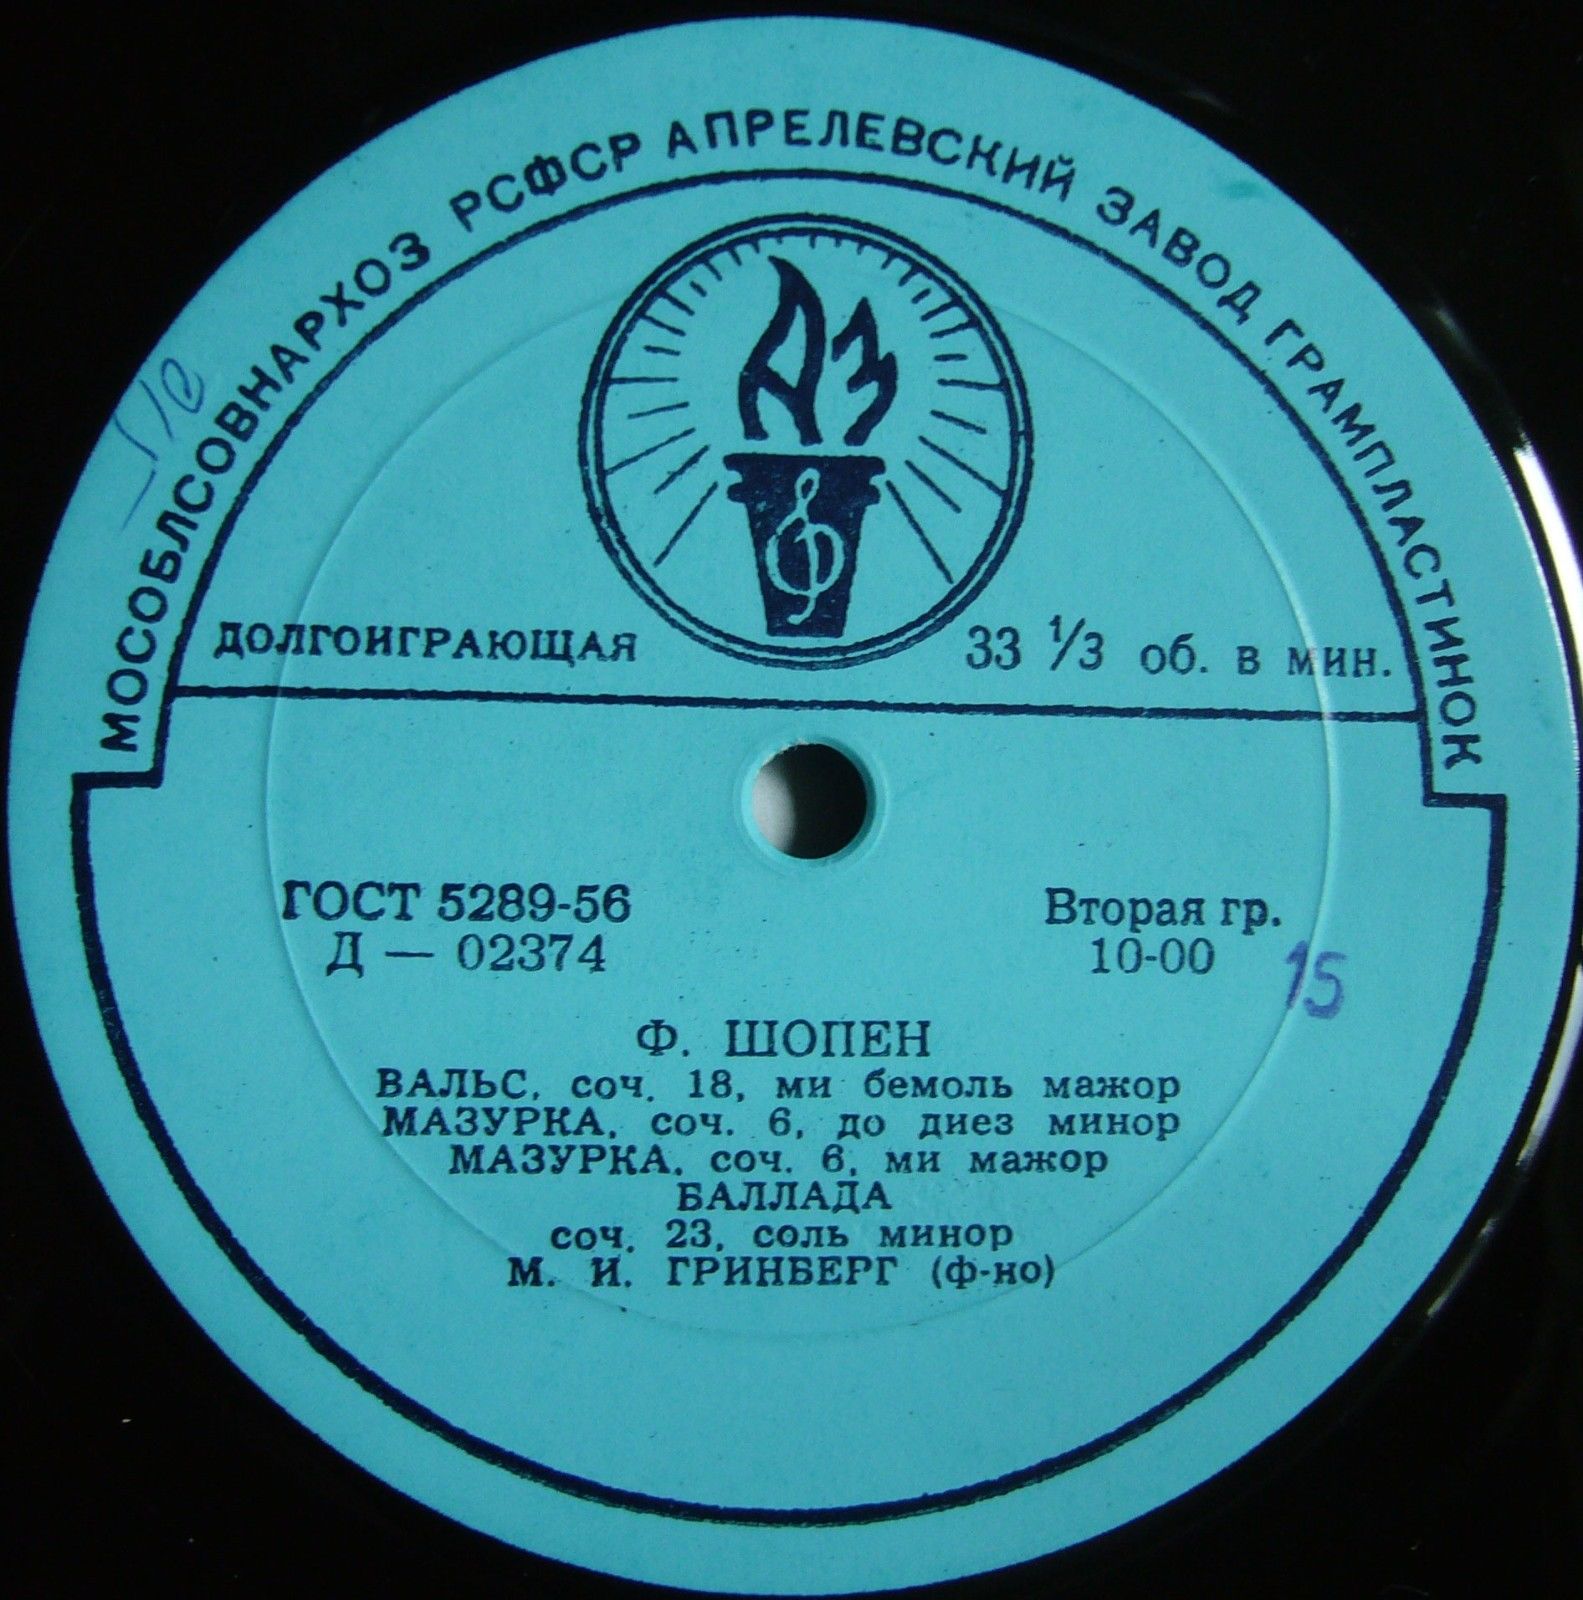 МОСОБЛСОВНАРХОЗ РСФСР АПРЕЛЕВСКИЙ ЗАВОД ГРАМПЛАСТИНОК
АЗ
ДОЛГОИГРАЮЩАЯ 33 1/3 об. в мин.
ГОСТ 5289-56 Вторая гр.
Д — 02374 10-00
15
Ф. ШОПЕН
ВАЛЬС, соч. 18, ми бемоль мажор
МАЗУРКА, соч. 6, до диез минор
МАЗУРКА, соч. 6, ми мажор
БАЛЛАДА
соч. 23, соль минор
М. И. ГРИНБЕРГ (ф-но)